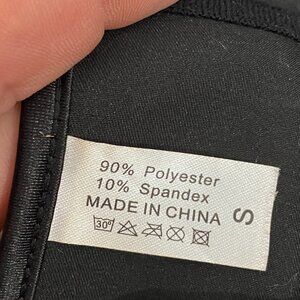 90% Polyester
10% Spandex
MADE IN CHINA
S
30°